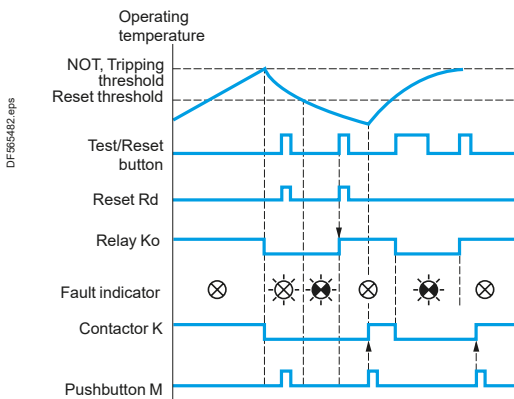 Operating
temperature
NOT, Tripping
threshold
Reset threshold
DF565482.eps
Test/Reset
button
Reset Rd
Relay Ko
Fault indicator
Contactor K
Pushbutton M